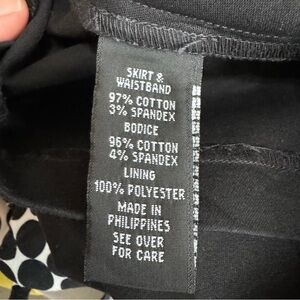 SKIRT &
WAISTBAND
97% COTTON
3% SPANDEX
BODICE
96% COTTON
4% SPANDEX
LINING
100% POLYESTER
MADE IN
PHILIPPINES
SEE OVER
FOR CARE